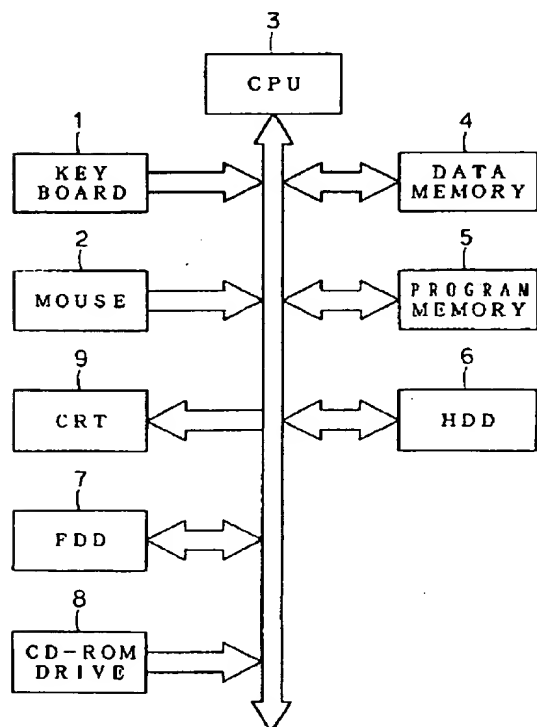 3
CPU
1
KEY
BOARD
4
DATA
MEMORY
2
MOUSE
5
PROGRAM
MEMORY
9
CRT
6
HDD
7
FDD
8
CD-ROM
DRIVE